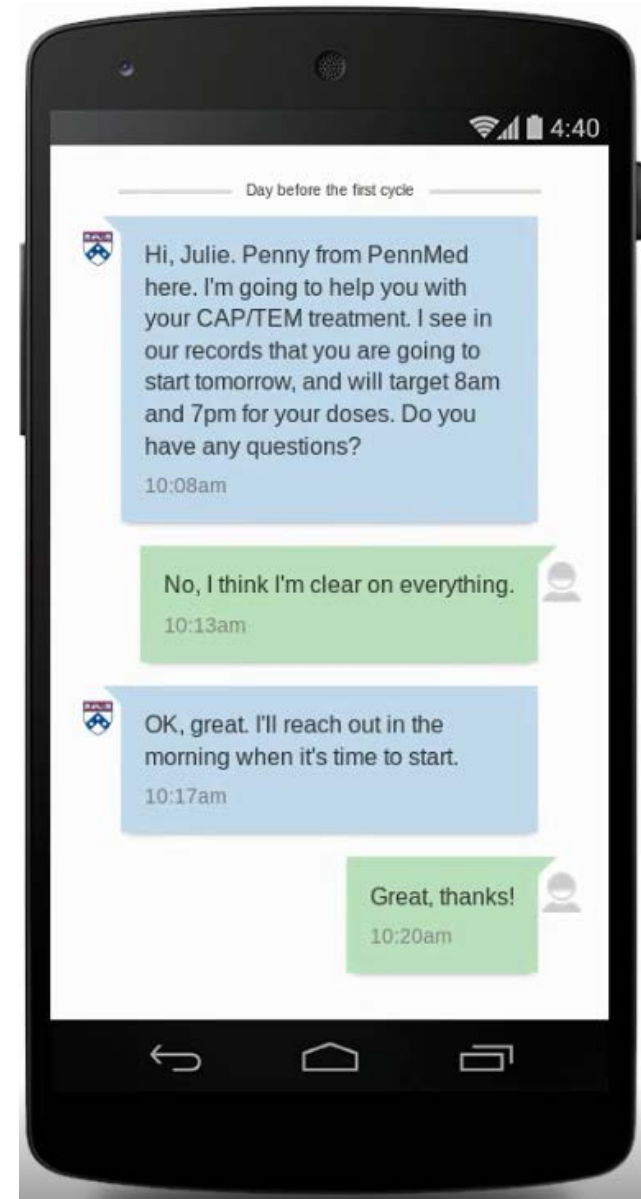 4:40
Day before the first cycle
Hi, Julie. Penny from PennMed
here. I'm going to help you with
your CAP/TEM treatment. I see in
our records that you are going to
start tomorrow, and will target 8am
and 7pm for your doses. Do you
have any questions?
10:08am
No, I think I'm clear on everything.
10:13am
OK, great. I'll reach out in the
morning when it's time to start.
10:17am
Great, thanks!
10:20am